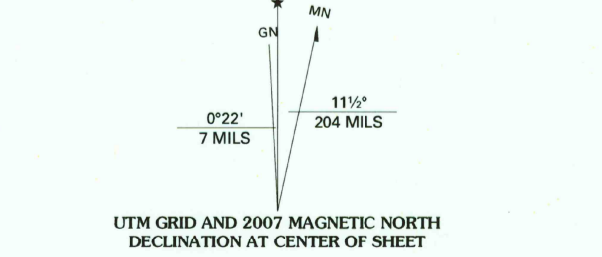 MN
GN
11½°
204 MILS
0°22'
7 MILS
UTM GRID AND 2007 MAGNETIC NORTH
DECLINATION AT CENTER OF SHEET